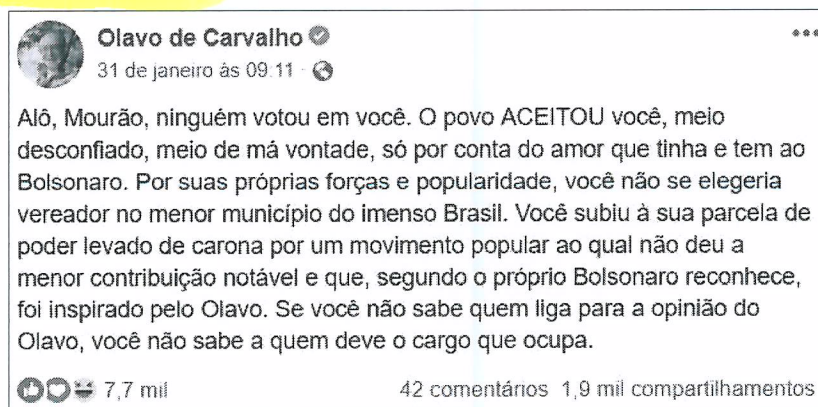 Olavo de Carvalho
31 de janeiro às 09:11 ·
Alô, Mourão, ninguém votou em você. O povo ACEITOU você, meio
desconfiado, meio de má vontade, só por conta do amor que tinha e tem ao
Bolsonaro. Por suas próprias forças e popularidade, você não se elegeria
vereador no menor município do imenso Brasil. Você subiu à sua parcela de
poder levado de carona por um movimento popular ao qual não deu a
menor contribuição notável e que, segundo o próprio Bolsonaro reconhece,
foi inspirado pelo Olavo. Se você não sabe quem liga para a opinião do
Olavo, você não sabe a quem deve o cargo que ocupa.
7,7 mil 42 comentários 1,9 mil compartilhamentos